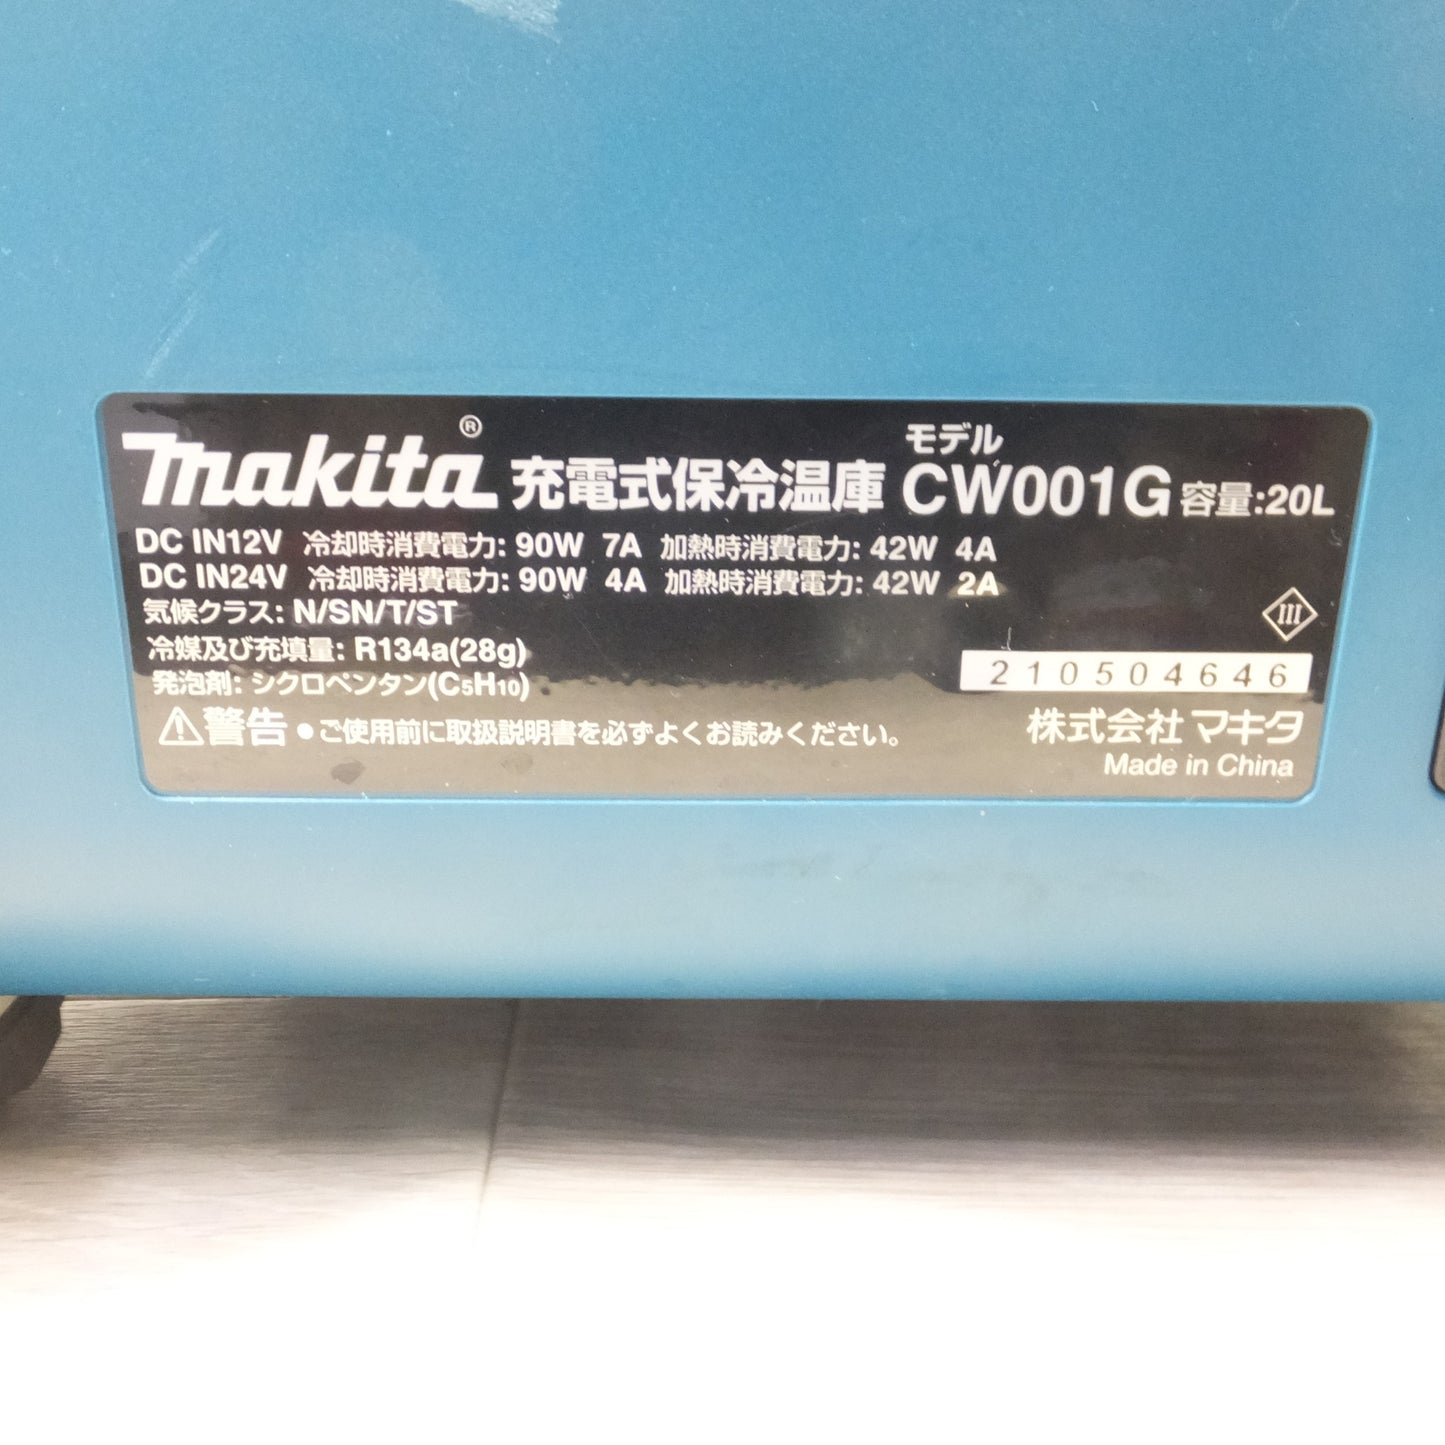 makita® 充電式保冷温庫 モデル CW001G 容量:20L
DC IN12V 冷却時消費電力: 90W 7A 加熱時消費電力: 42W 4A
DC IN24V 冷却時消費電力: 90W 4A 加熱時消費電力: 42W 2A
気候クラス: N/SN/T/ST
III
冷媒及び充填量: R134a(28g)
210504646
発泡剤: シクロペンタン(C₅H₁₀)
⚠警告 ●ご使用前に取扱説明書を必ずよくお読みください。
株式会社 マキタ
Made in China